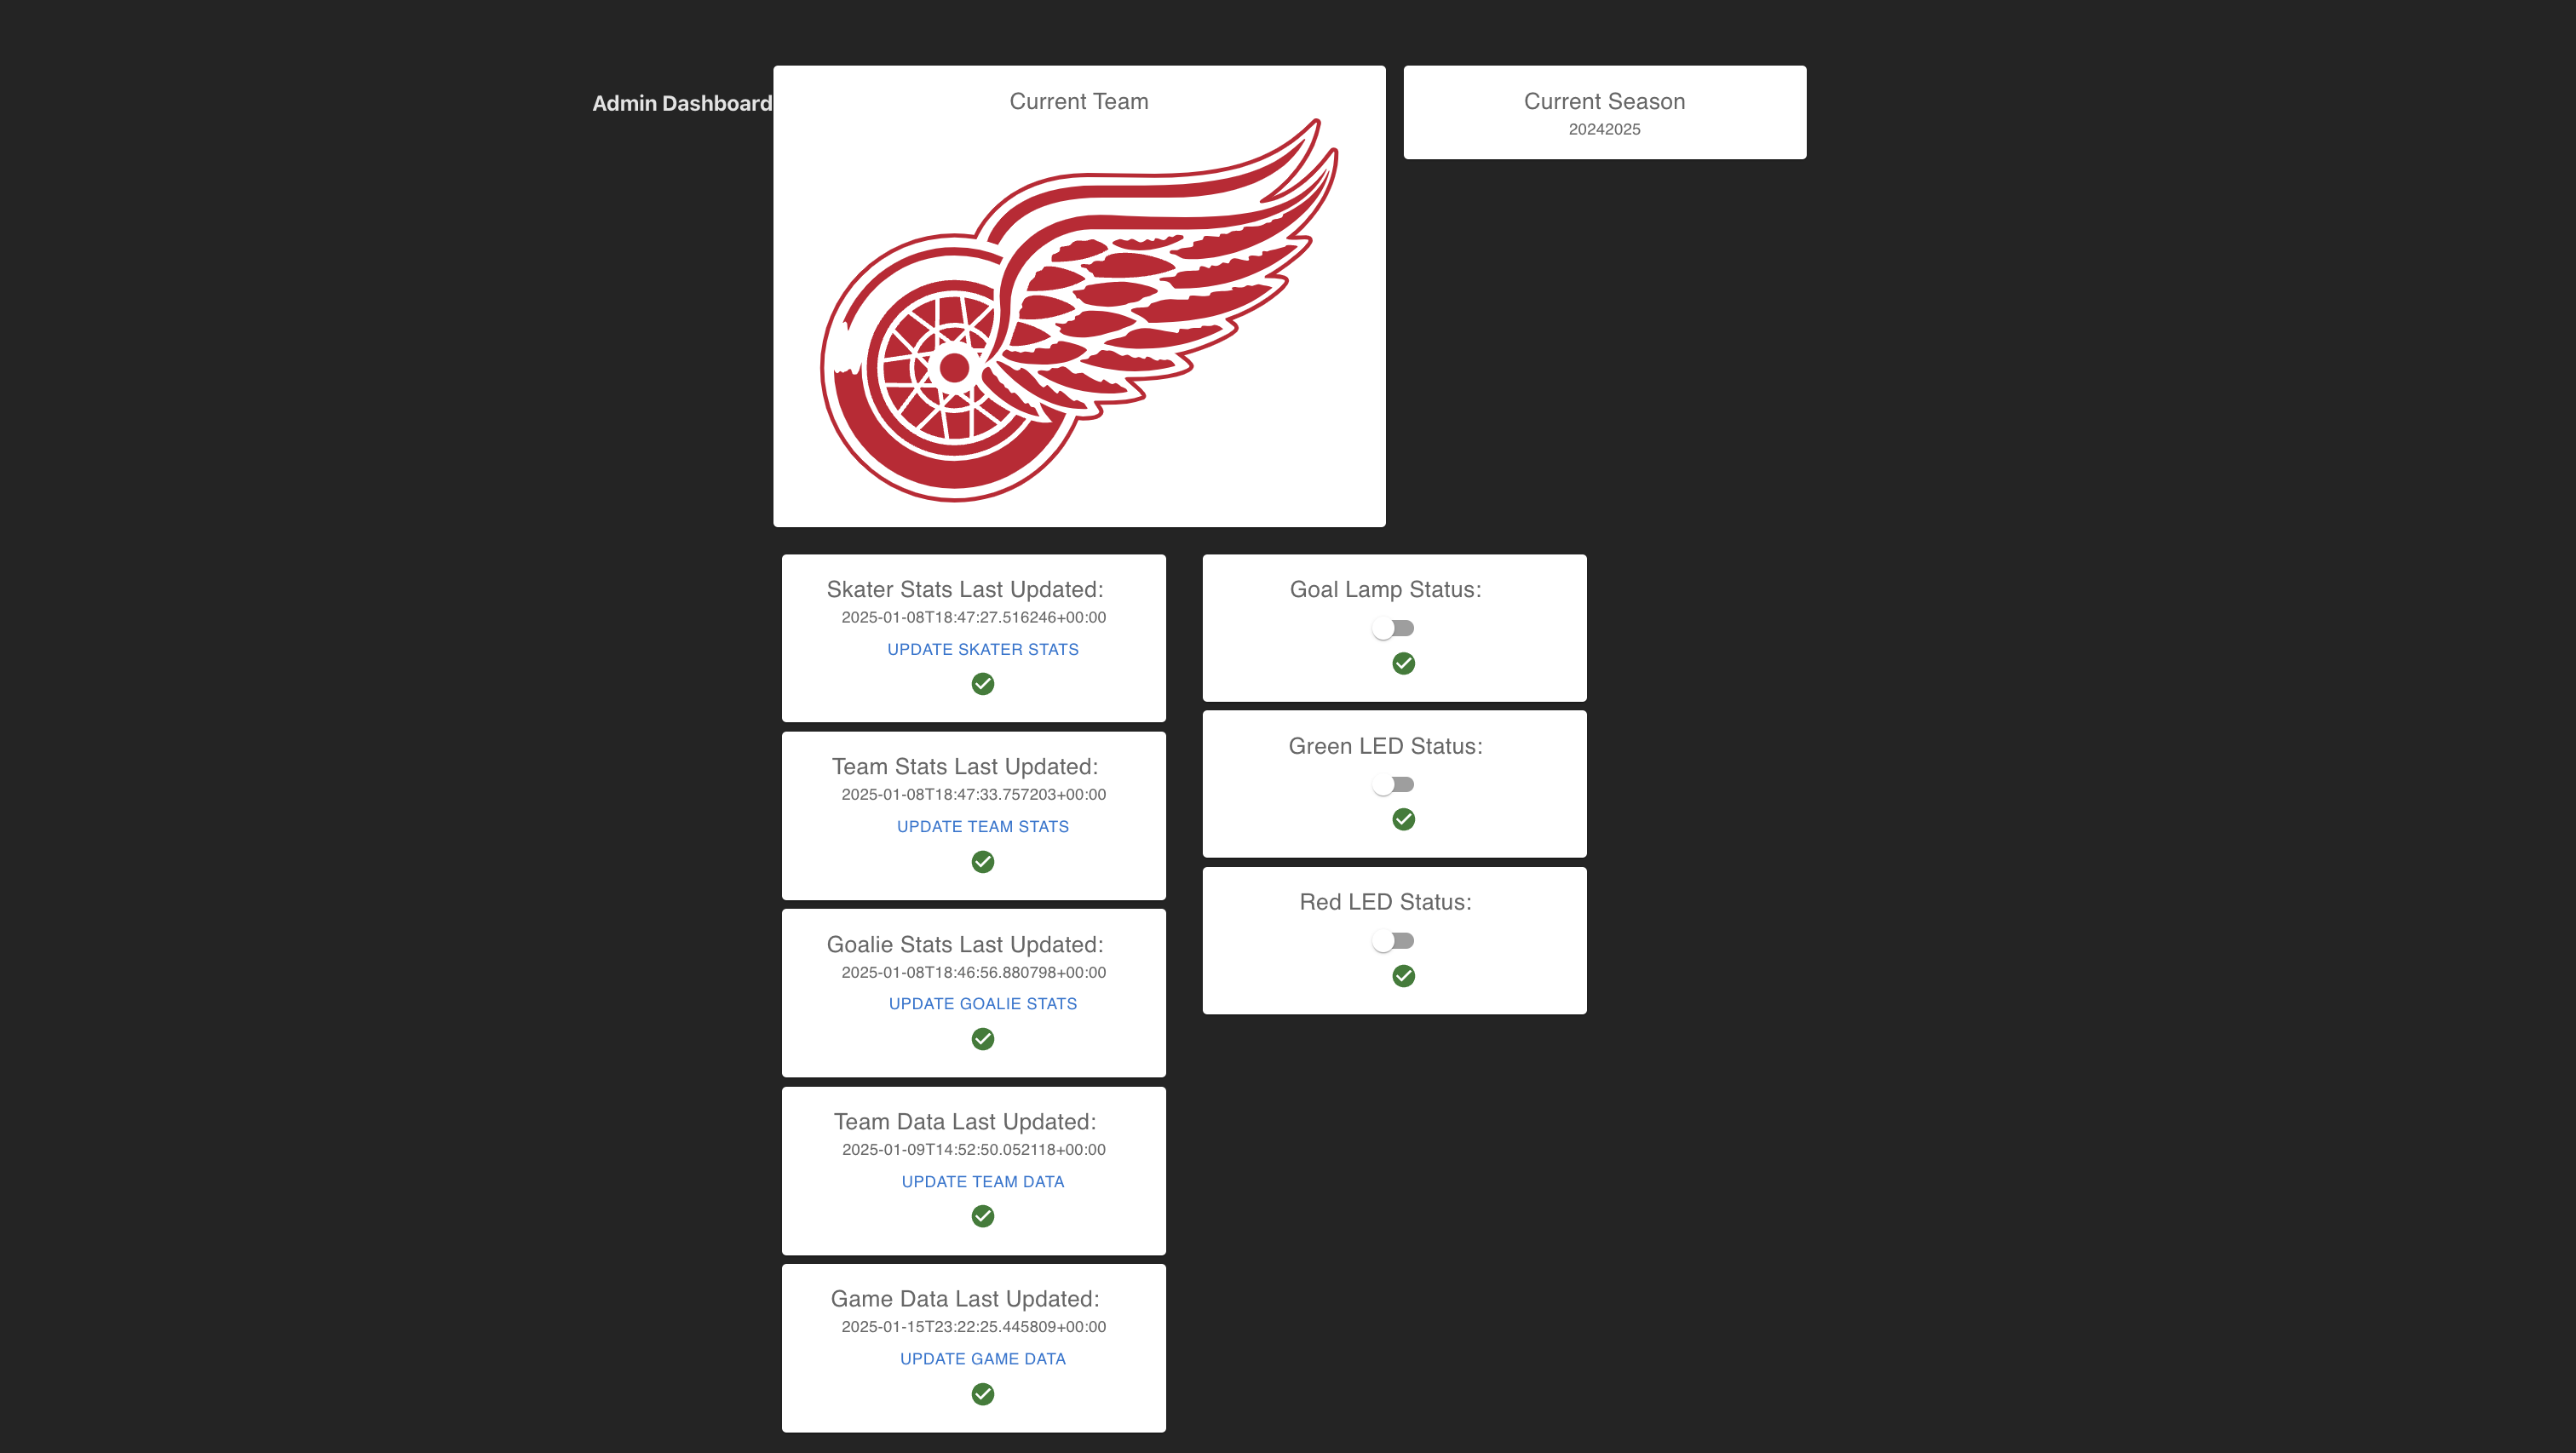 Admin Dashboard
Current Team
Current Season
20242025
Skater Stats Last Updated:
2025-01-08T18:47:27.516246+00:00
UPDATE SKATER STATS
Team Stats Last Updated:
2025-01-08T18:47:33.757203+00:00
UPDATE TEAM STATS
Goalie Stats Last Updated:
2025-01-08T18:46:56.880798+00:00
UPDATE GOALIE STATS
Team Data Last Updated:
2025-01-09T14:52:50.052118+00:00
UPDATE TEAM DATA
Game Data Last Updated:
2025-01-15T23:22:25.445809+00:00
UPDATE GAME DATA
Goal Lamp Status:
Green LED Status:
Red LED Status: